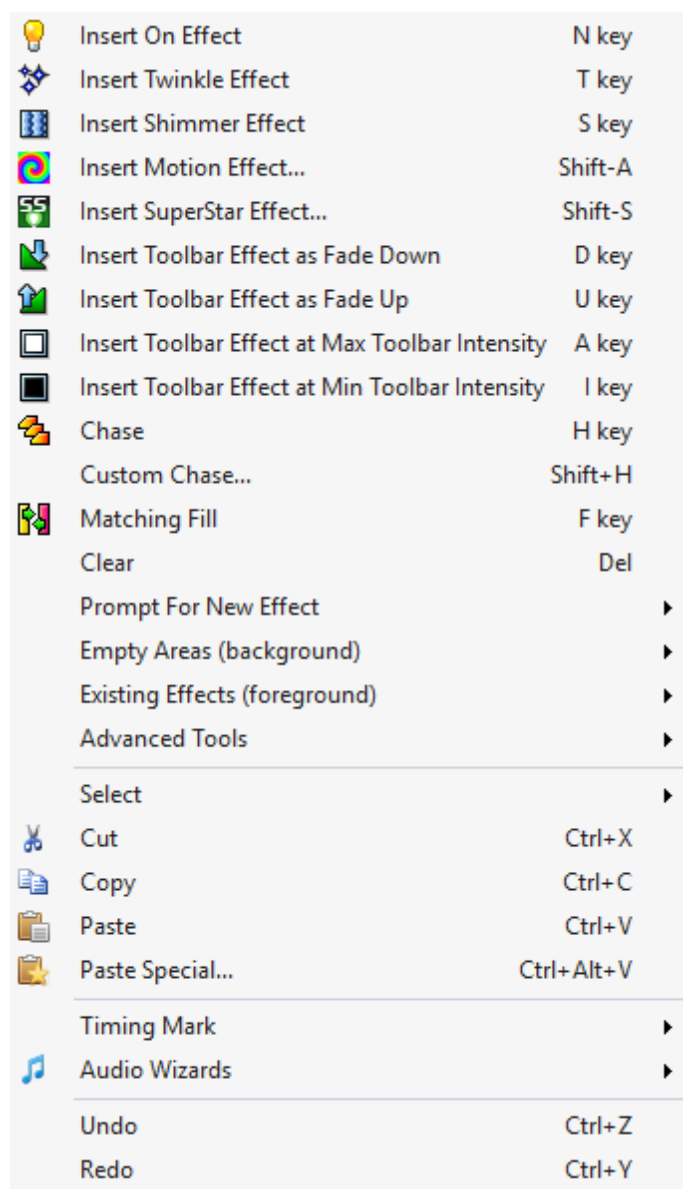 Insert On Effect N key
Insert Twinkle Effect T key
Insert Shimmer Effect S key
Insert Motion Effect... Shift-A
SS Insert SuperStar Effect... Shift-S
Insert Toolbar Effect as Fade Down D key
Insert Toolbar Effect as Fade Up U key
Insert Toolbar Effect at Max Toolbar Intensity A key
Insert Toolbar Effect at Min Toolbar Intensity I key
Chase H key
Custom Chase... Shift+H
Matching Fill F key
Clear Del
Prompt For New Effect
Empty Areas (background)
Existing Effects (foreground)
Advanced Tools
Select
Cut Ctrl+X
Copy Ctrl+C
Paste Ctrl+V
Paste Special... Ctrl+Alt+V
Timing Mark
Audio Wizards
Undo Ctrl+Z
Redo Ctrl+Y